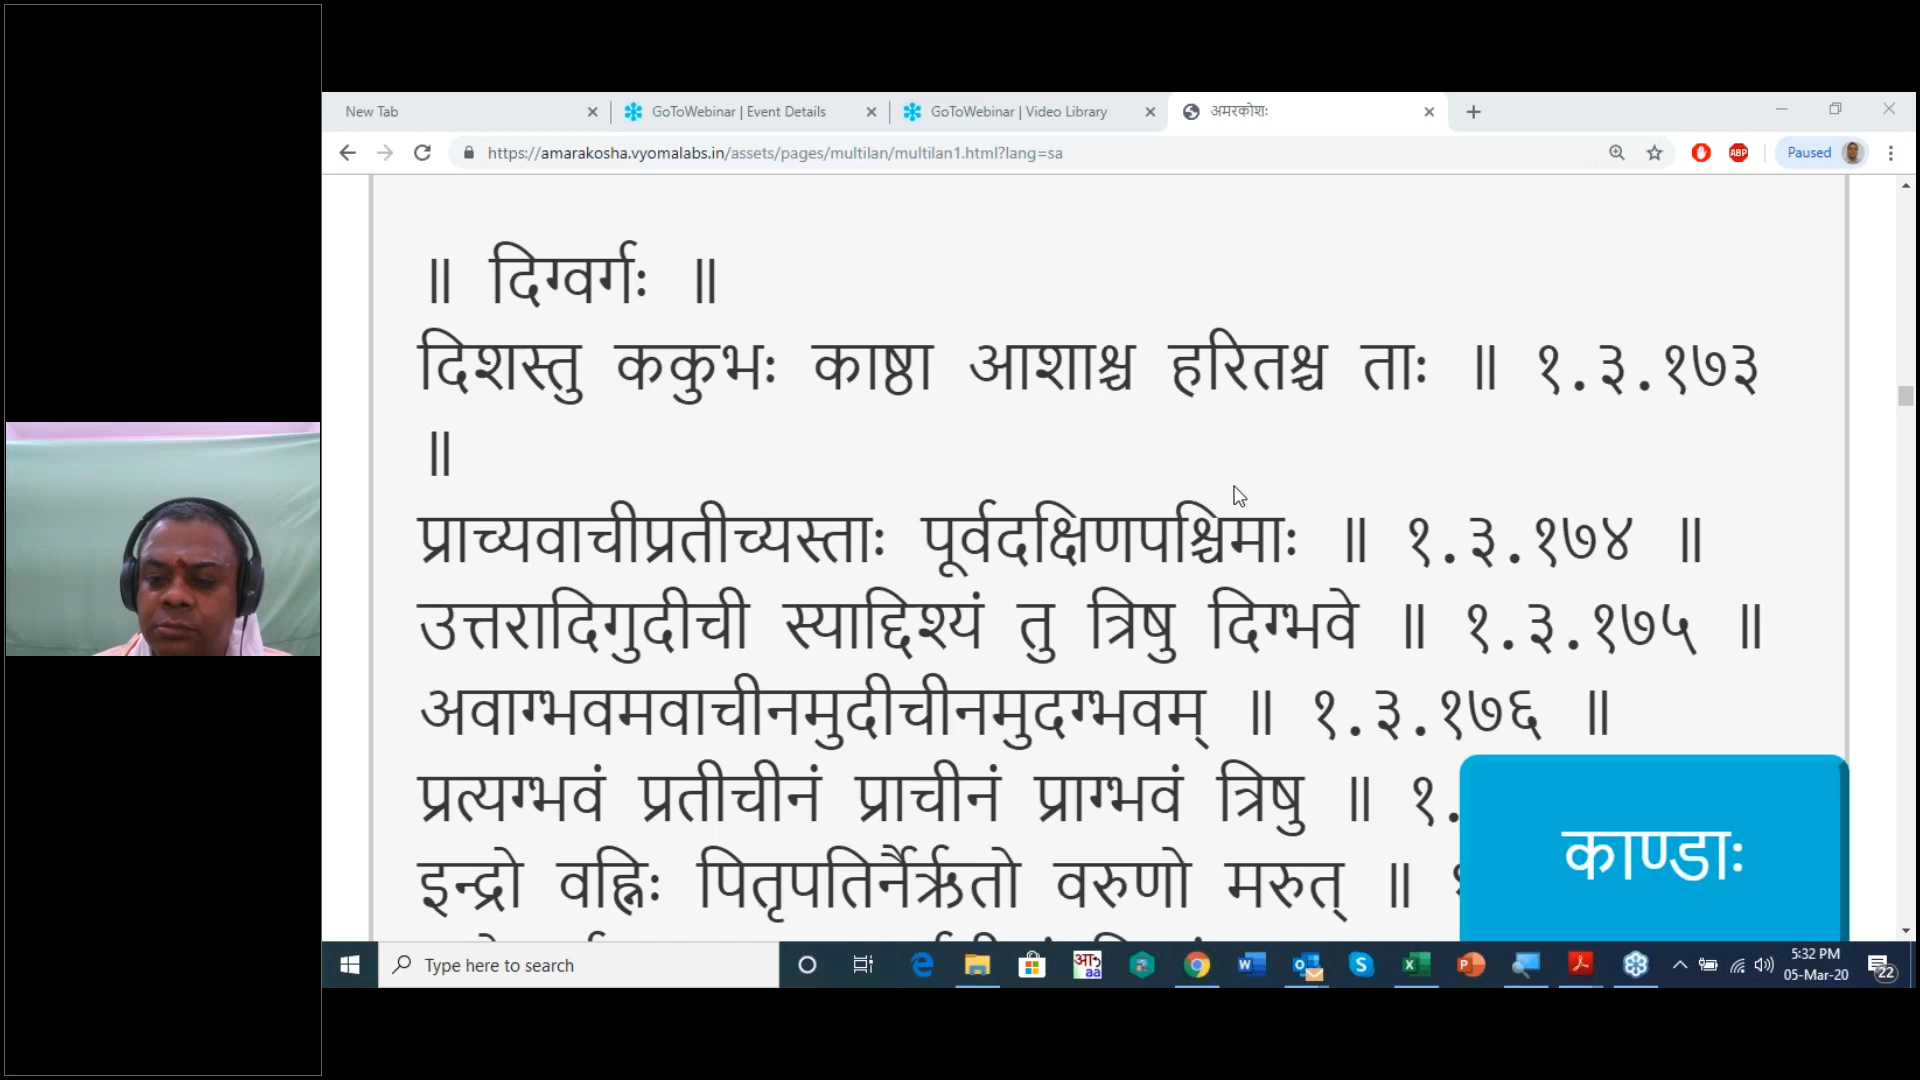 New Tab
GoToWebinar | Event Details
GoToWebinar | Video Library
अमरकोशः
https://amarakosha.vyomalabs.in/assets/pages/multilan/multilan1.html?lang=sa
ABP
Paused
॥ दिग्वर्गः ॥
दिशस्तु ककुभः काष्ठा आशाश्च हरितश्च ताः ॥ १.३.१७३
॥
प्राच्यवाचीप्रतीच्यस्ताः पूर्वदक्षिणपश्चिमाः ॥ १.३.१७४ ॥
उत्तरादिगुदीची स्याद्दिश्यं तु त्रिषु दिग्भवे ॥ १.३.१७५ ॥
अवाग्भवमवाचीनमुदीचीनमुदग्भवम् ॥ १.३.१७६ ॥
प्रत्यग्भवं प्रतीचीनं प्राचीनं प्राग्भवं त्रिषु ॥ १.
इन्द्रो वह्निः पितृपतिर्नैर्ऋतो वरुणो मरुत् ॥
काण्डाः
Type here to search
5:32 PM
05-Mar-20
22